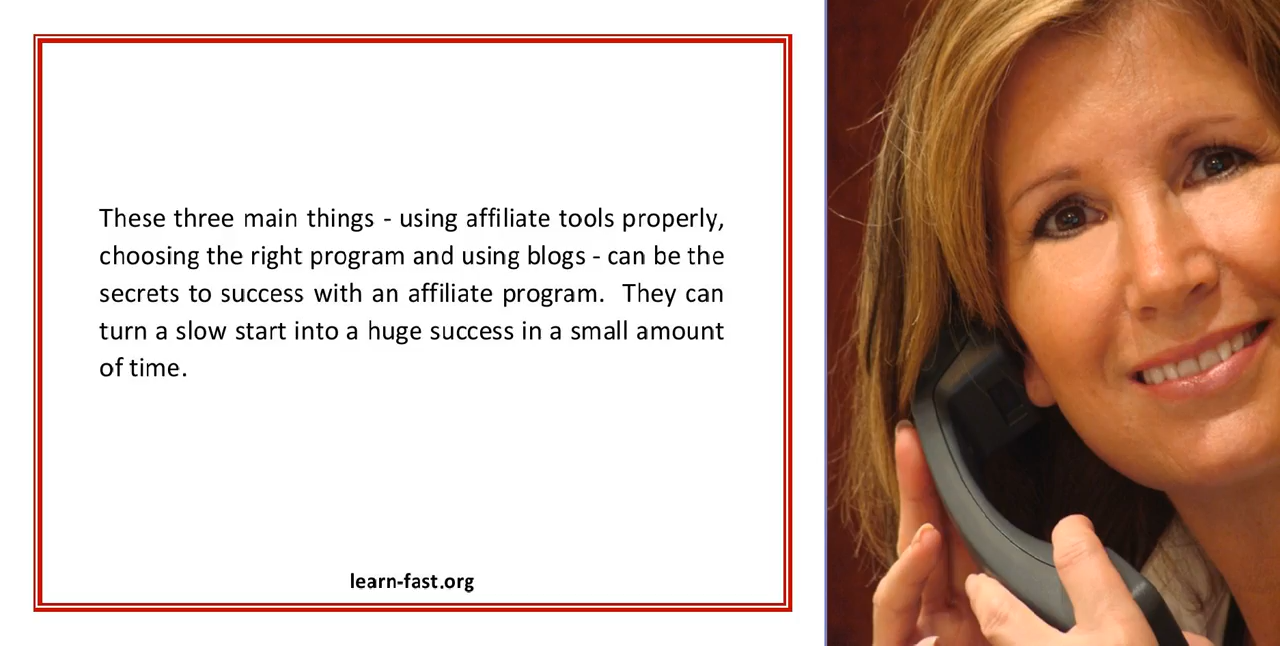 These three main things - using affiliate tools properly,
choosing the right program and using blogs - can be the
secrets to success with an affiliate program.  They can
turn a slow start into a huge success in a small amount
of time.
learn-fast.org